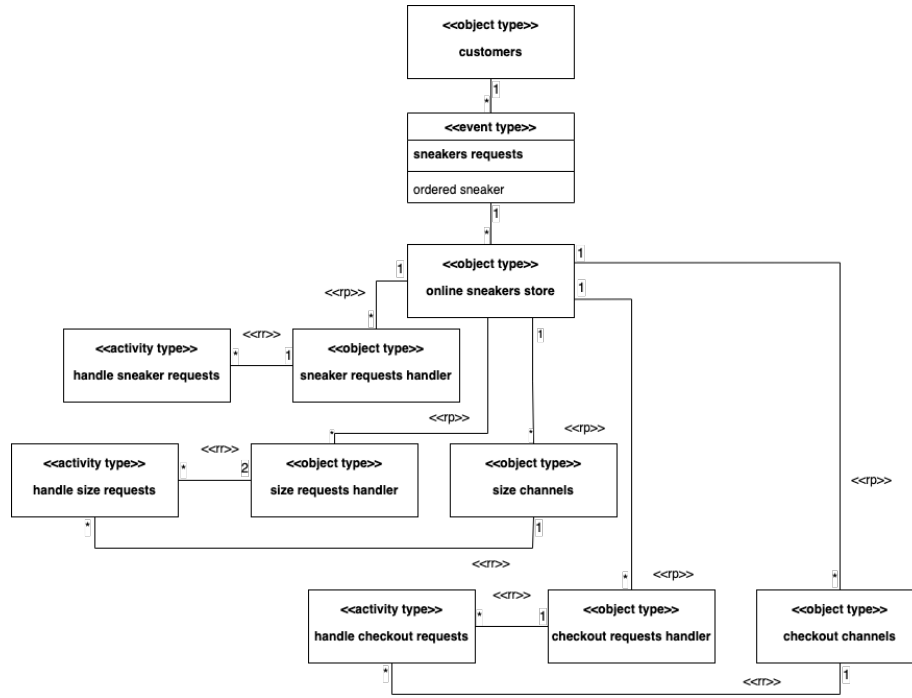 <<object type>>
customers
1
*
<<event type>>
sneakers requests
ordered sneaker
1
*
<<object type>>
online sneakers store
1
1
1
<<rp>>
*
<<rr>>
1
<<activity type>>
handle sneaker requests
*
1
<<object type>>
sneaker requests handler
<<rp>>
*
*
<<rp>>
<<rr>>
<<activity type>>
handle size requests
*
2
<<object type>>
size requests handler
<<object type>>
size channels
<<rp>>
*
1
<<rr>>
<<rp>>
*
*
<<rr>>
<<activity type>>
handle checkout requests
*
1
<<object type>>
checkout requests handler
<<object type>>
checkout channels
*
1
<<rr>>